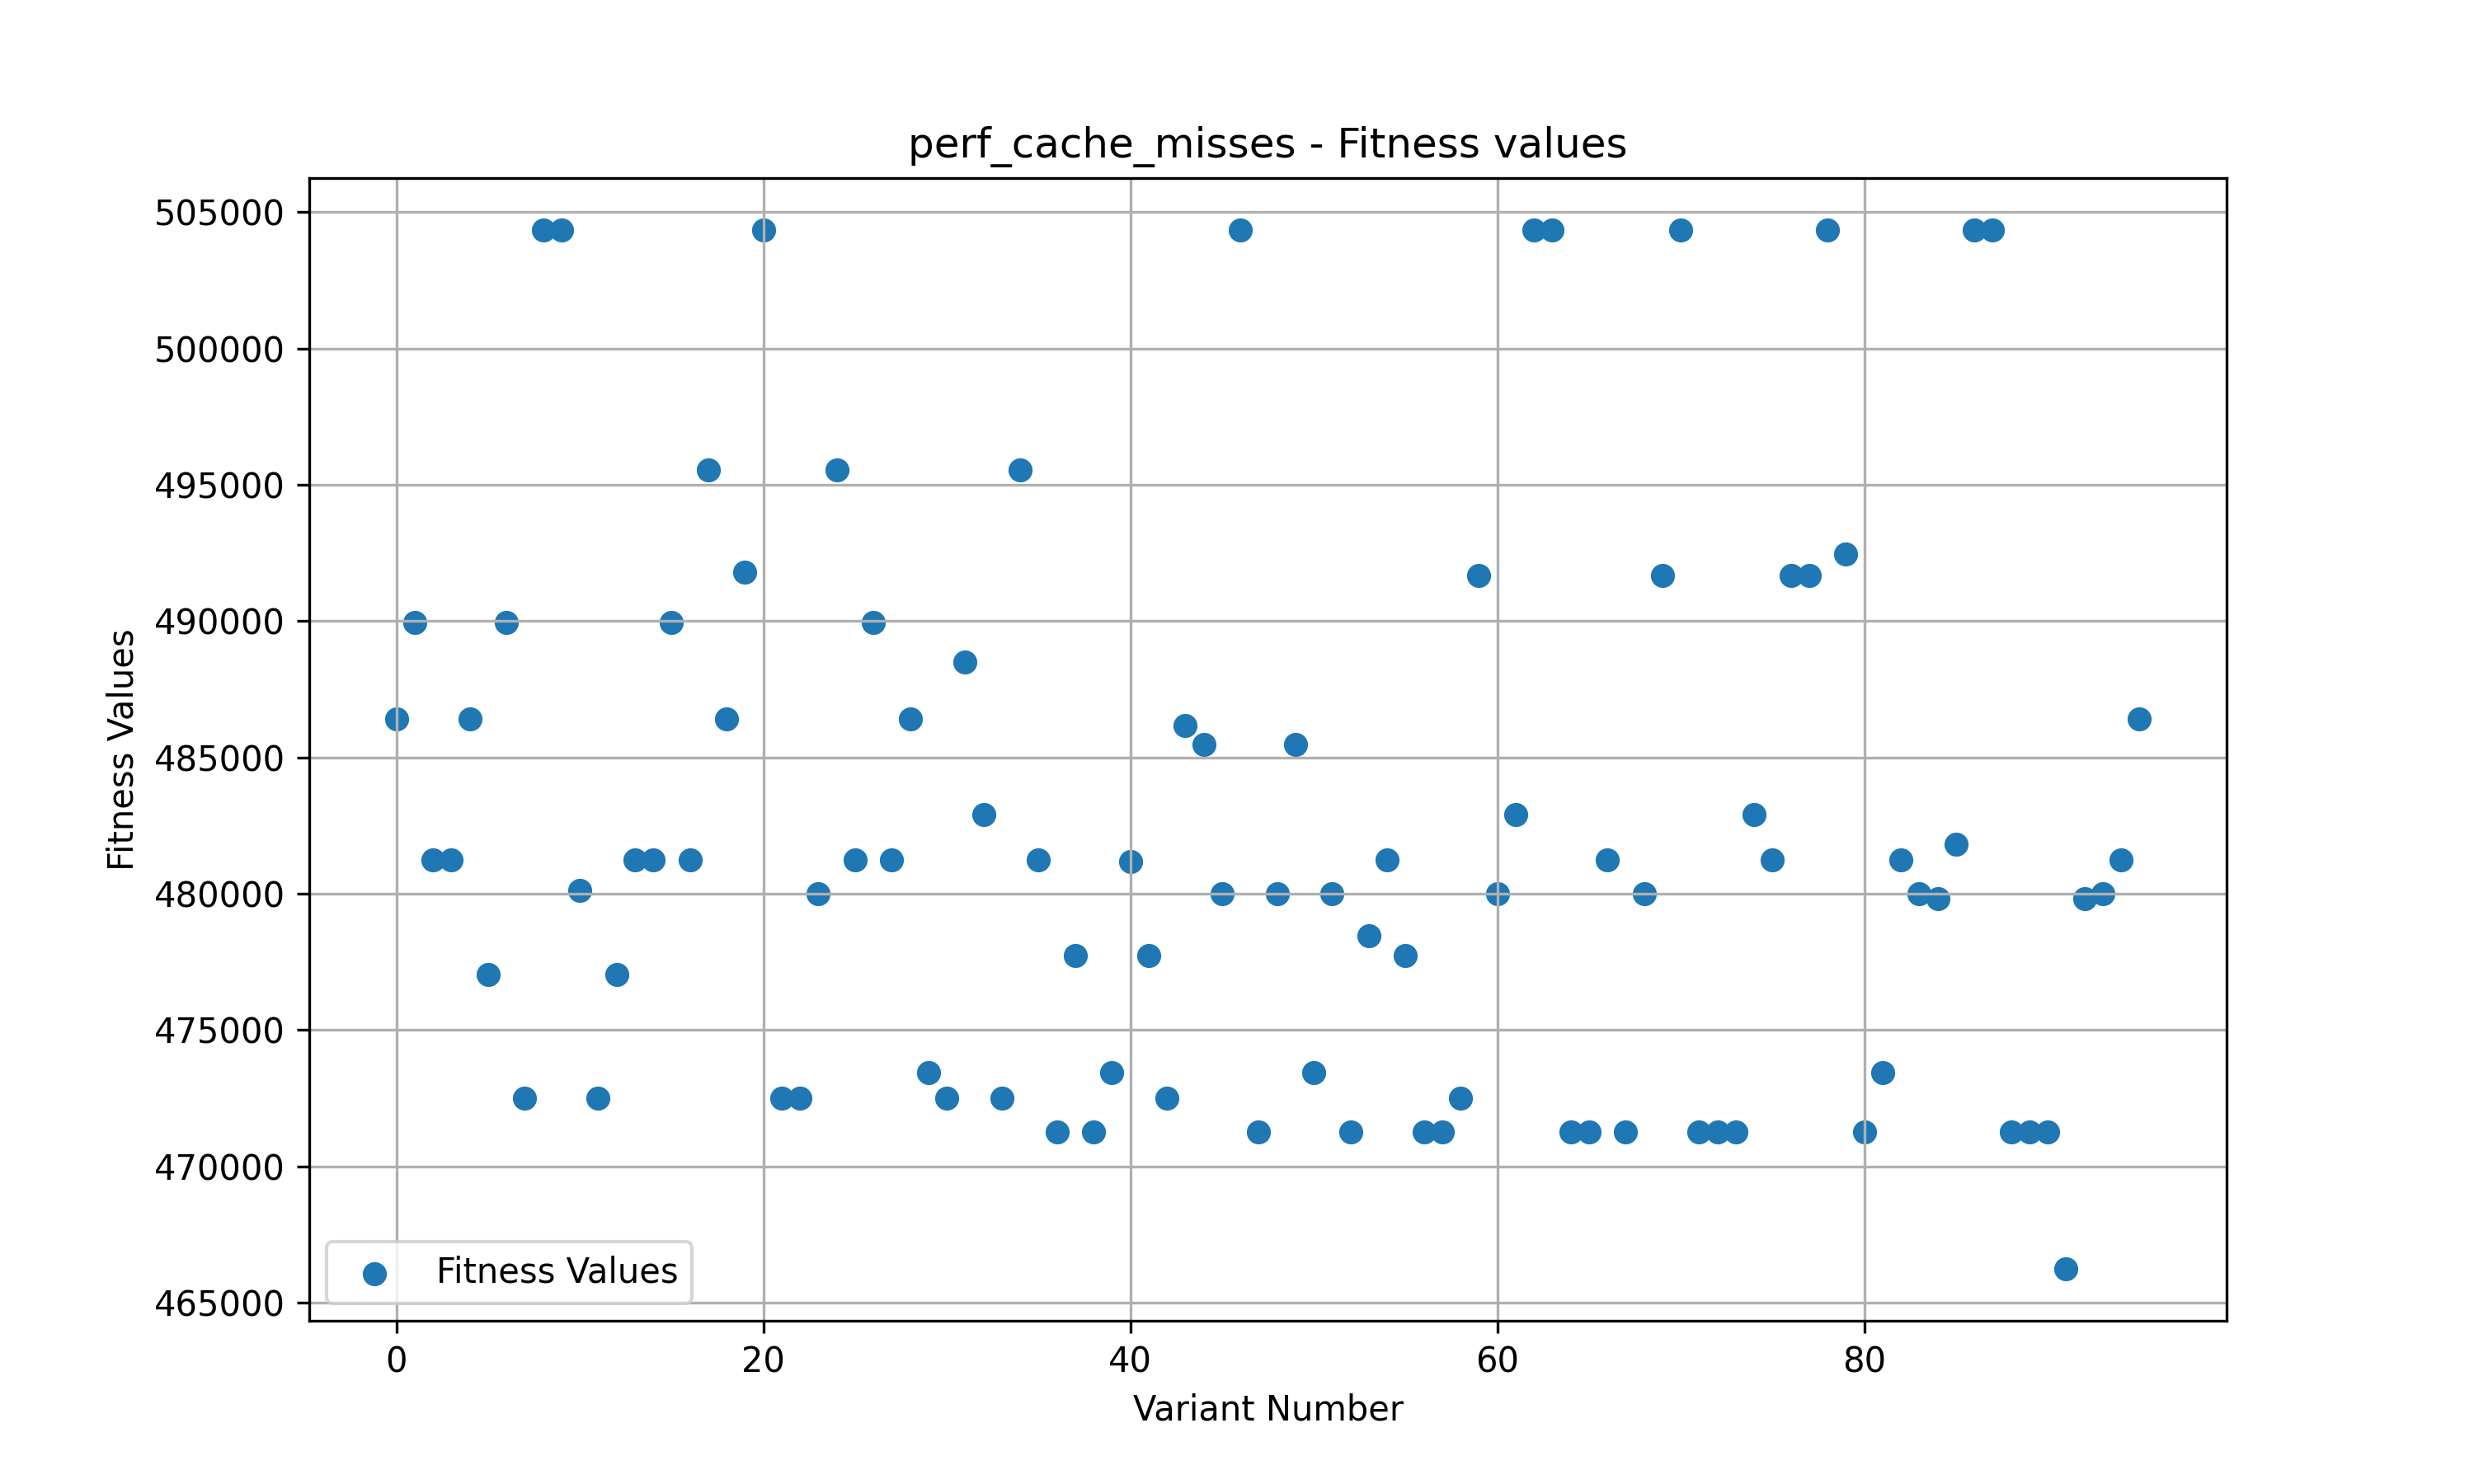 perf_cache_misses - Fitness values
505000
500000
495000
490000
485000
480000
475000
470000
465000
Fitness Values
Fitness Values
0 20 40 60 80
Variant Number